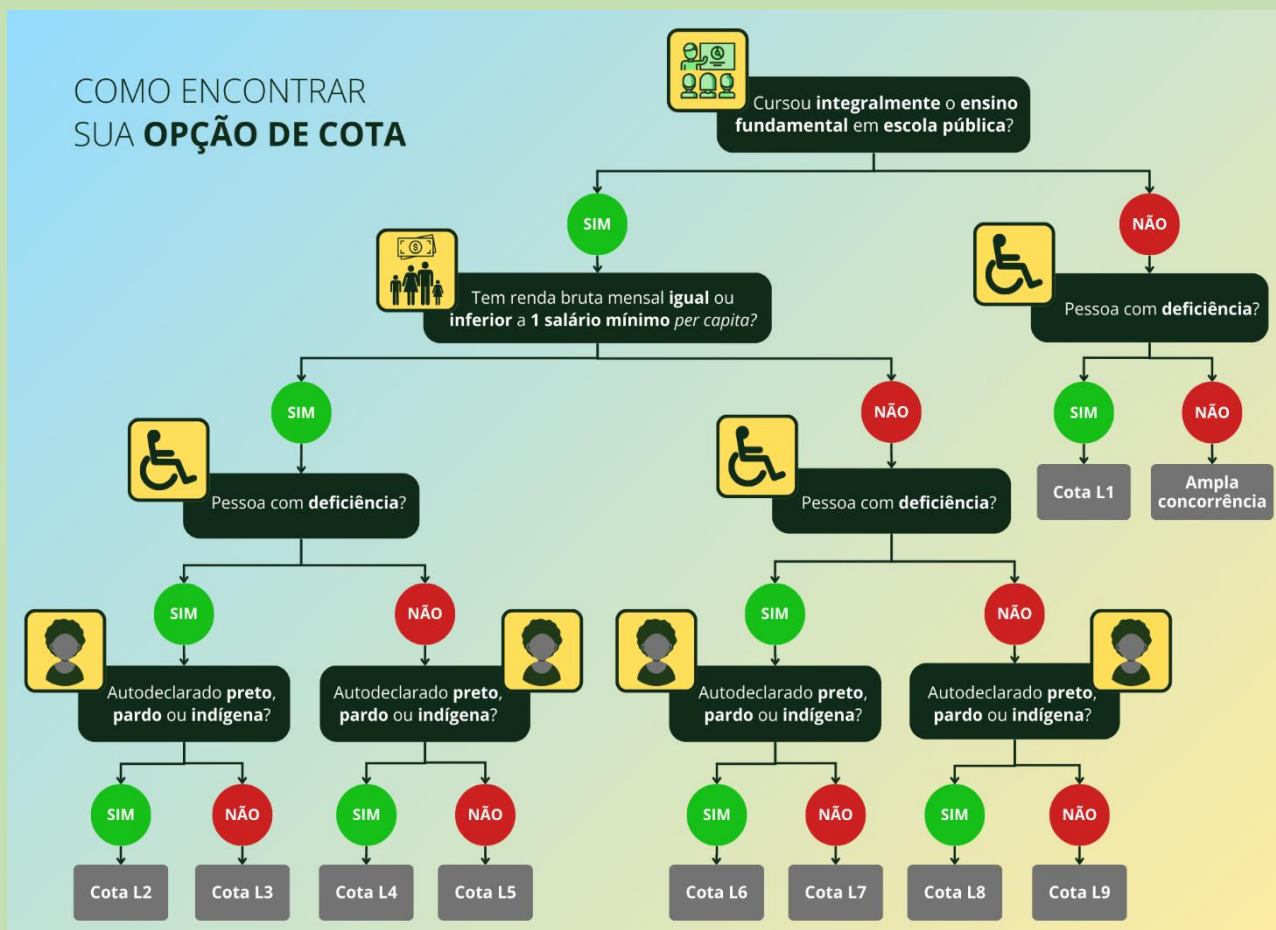 COMO ENCONTRAR
SUA OPÇÃO DE COTA
Cursou integralmente o ensino
fundamental em escola pública?
SIM
NÃO
Tem renda bruta mensal igual ou
inferior a 1 salário mínimo per capita?
Pessoa com deficiência?
SIM
NÃO
SIM
NÃO
Cota L1
Ampla
concorrência
Pessoa com deficiência?
Pessoa com deficiência?
SIM
NÃO
SIM
NÃO
Autodeclarado preto,
pardo ou indígena?
Autodeclarado preto,
pardo ou indígena?
Autodeclarado preto,
pardo ou indígena?
Autodeclarado preto,
pardo ou indígena?
SIM
NÃO
SIM
NÃO
SIM
NÃO
SIM
NÃO
Cota L2
Cota L3
Cota L4
Cota L5
Cota L6
Cota L7
Cota L8
Cota L9